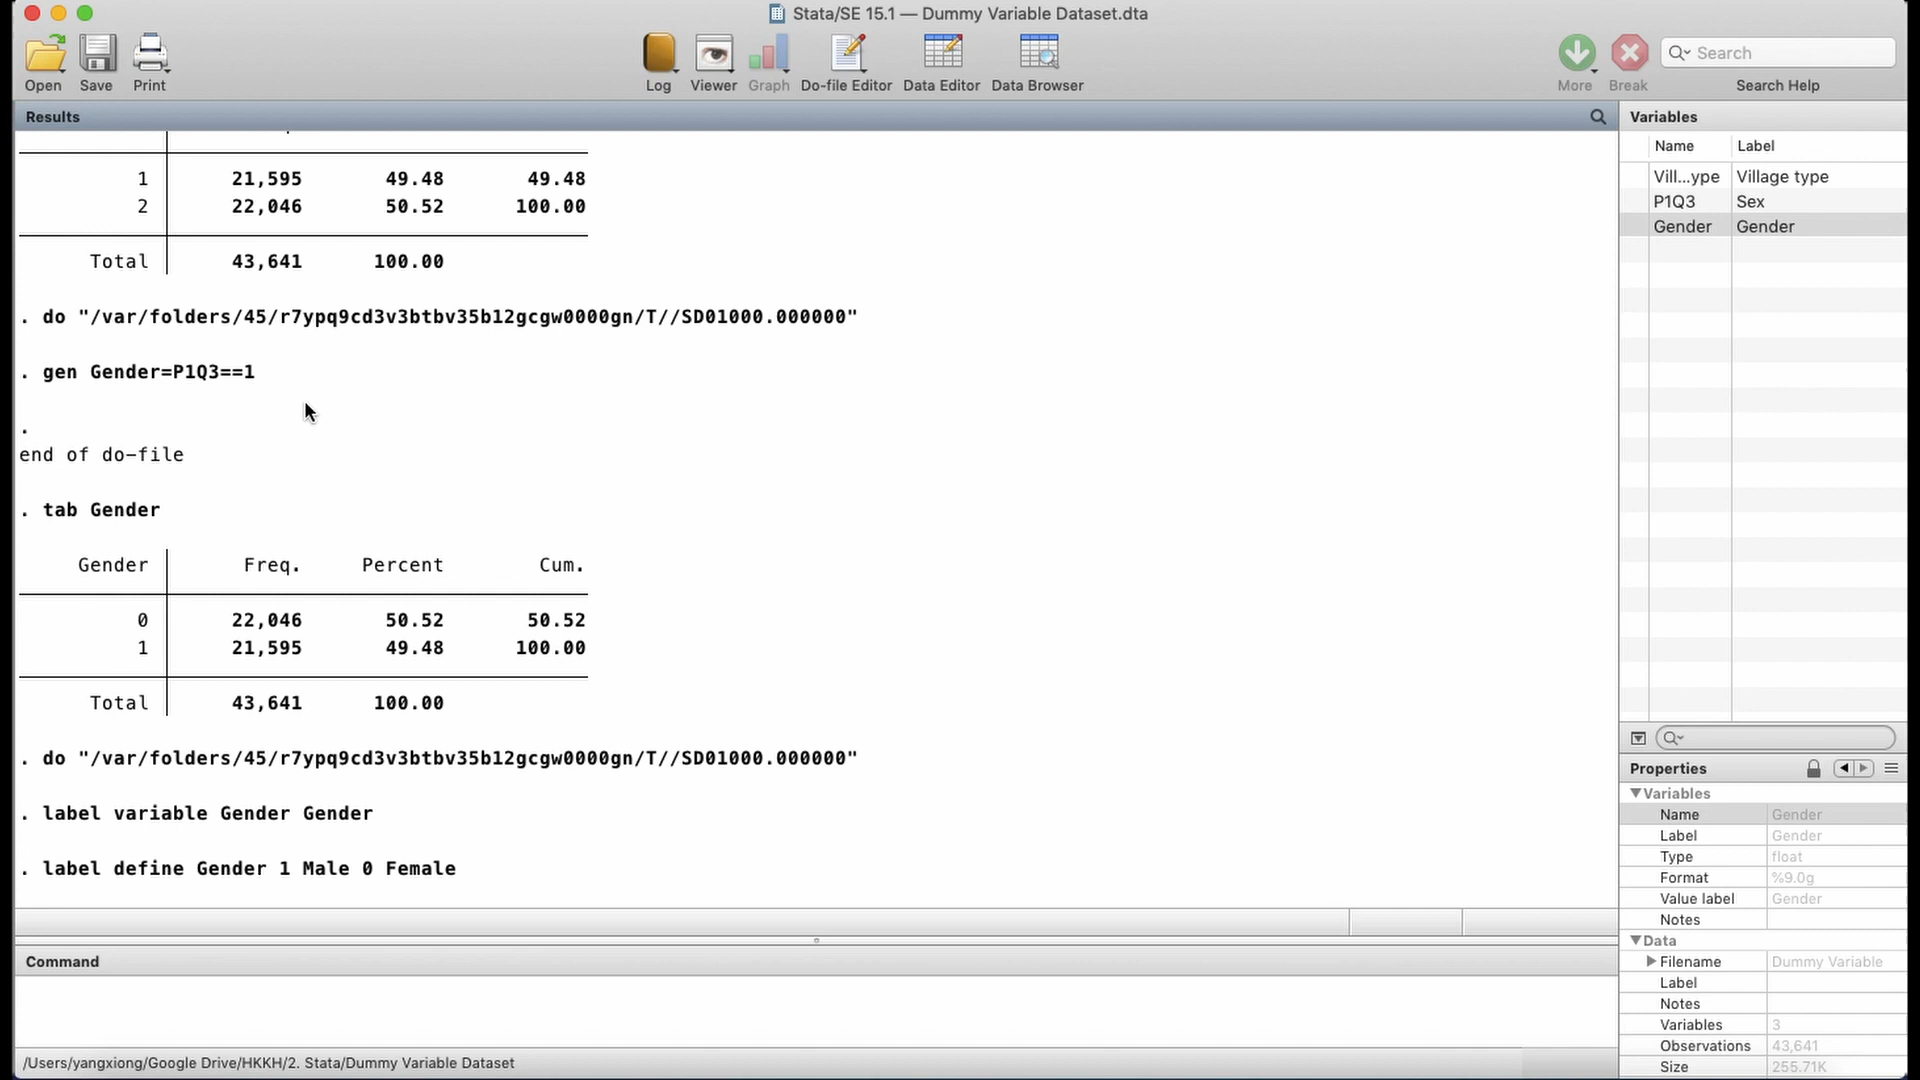 Stata/SE 15.1 — Dummy Variable Dataset.dta
Open Save Print Log Viewer Graph Do-file Editor Data Editor Data Browser More Break Search
Search Help
Results
1 21,595 49.48 49.48
2 22,046 50.52 100.00
Total 43,641 100.00
. do "/var/folders/45/r7ypq9cd3v3btbv35b12gcgw0000gn/T//SD01000.000000"
. gen Gender=P1Q3==1
.
end of do-file
. tab Gender
Gender Freq. Percent Cum.
0 22,046 50.52 50.52
1 21,595 49.48 100.00
Total 43,641 100.00
. do "/var/folders/45/r7ypq9cd3v3btbv35b12gcgw0000gn/T//SD01000.000000"
. label variable Gender Gender
. label define Gender 1 Male 0 Female
Command
/Users/yangxiong/Google Drive/HKKH/2. Stata/Dummy Variable Dataset
Variables
Name Label
Vill...ype Village type
P1Q3 Sex
Gender Gender
Properties
Variables
Name Gender
Label Gender
Type float
Format %9.0g
Value label Gender
Notes
Data
Filename Dummy Variable
Label
Notes
Variables 3
Observations 43,641
Size 255.71K